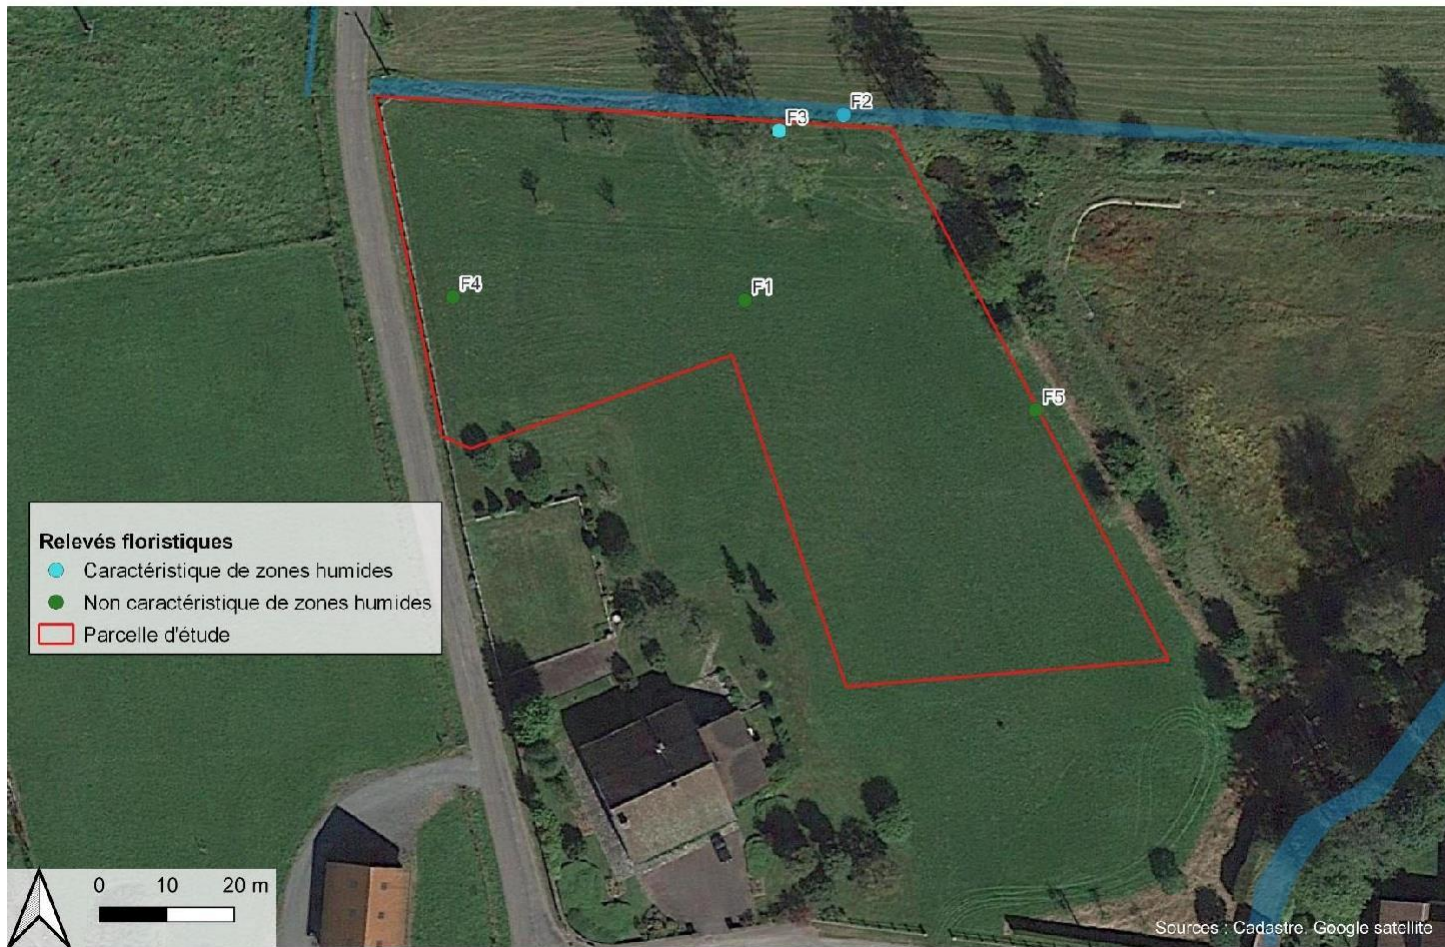 F2
F3
F4
F1
F5
Relevés floristiques
Caractéristique de zones humides
Non caractéristique de zones humides
Parcelle d'étude
0 10 20 m
Sources : Cadastre, Google satellite